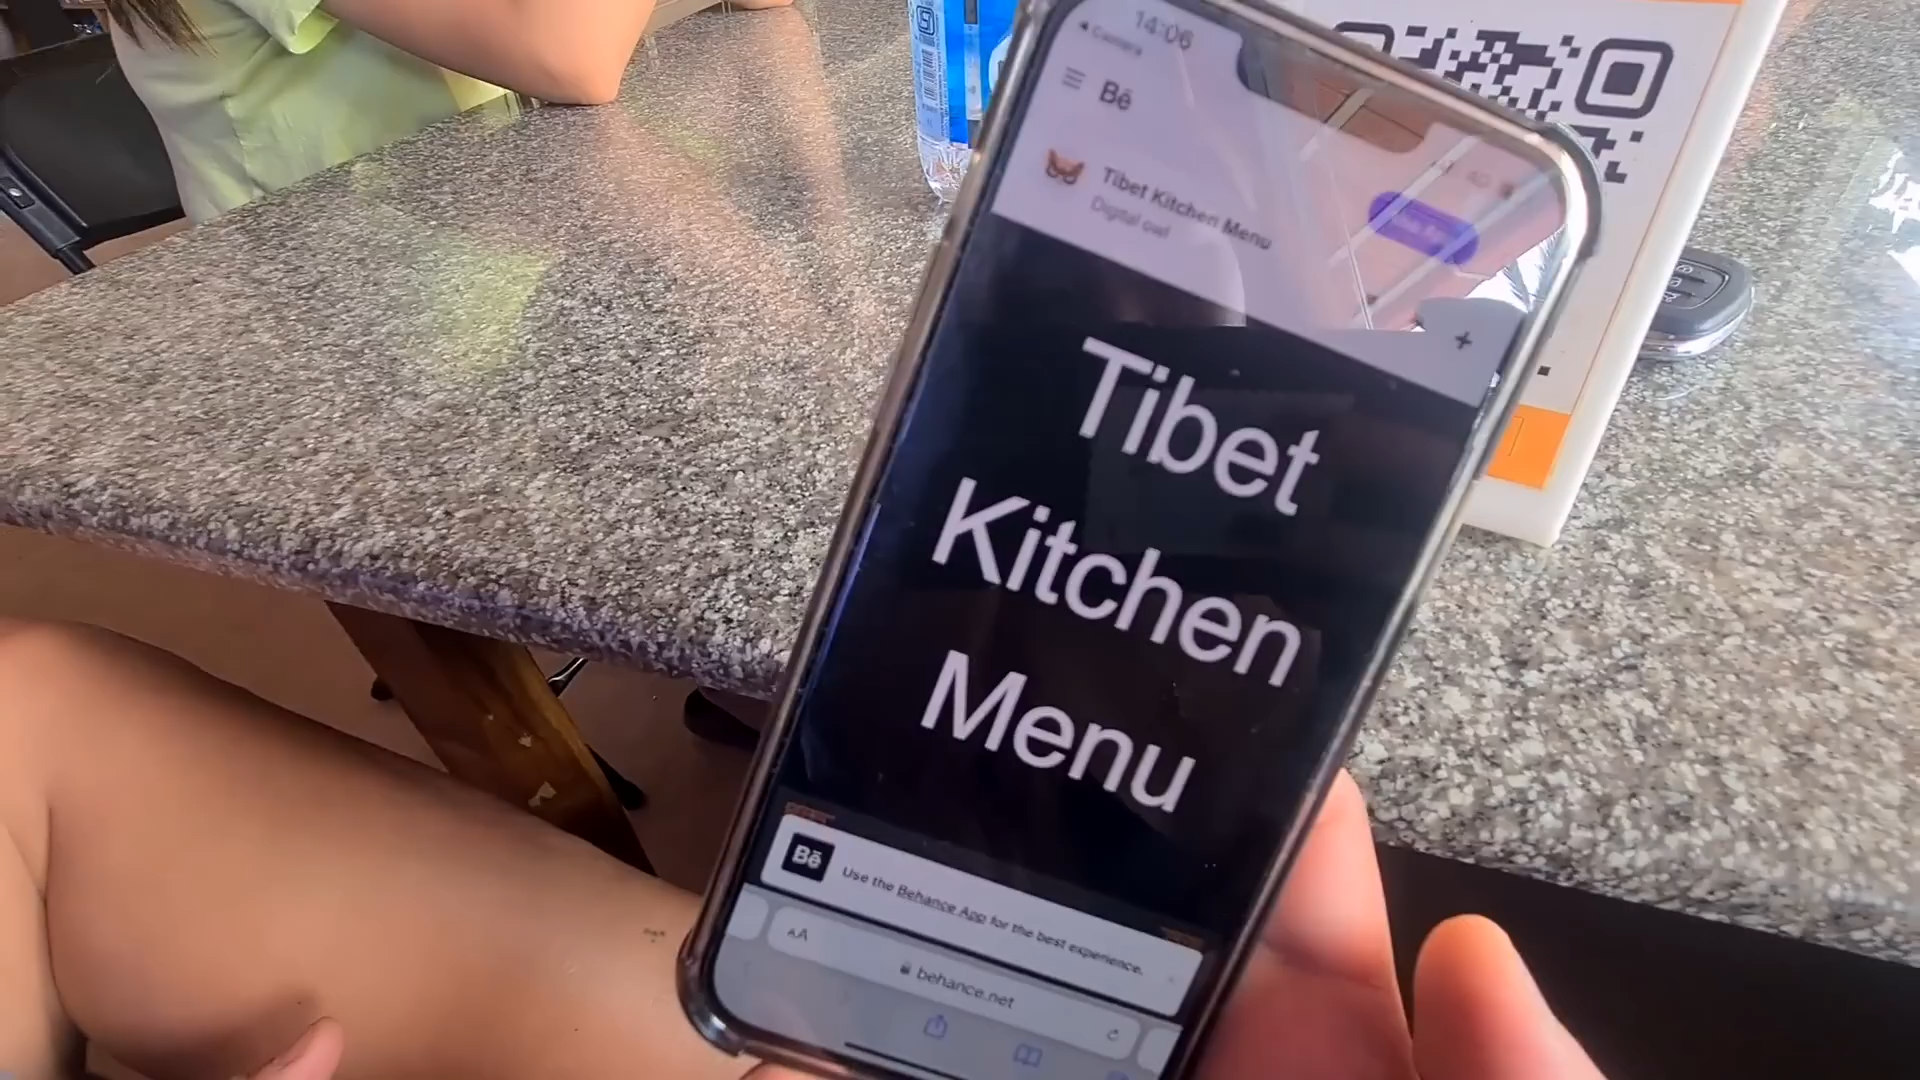 14:06
Camera
Bē
Tibet Kitchen Menu
Digital owl
Tibet
Kitchen
Menu
Bē
Use the Behance App for the best experience.
AA
behance.net